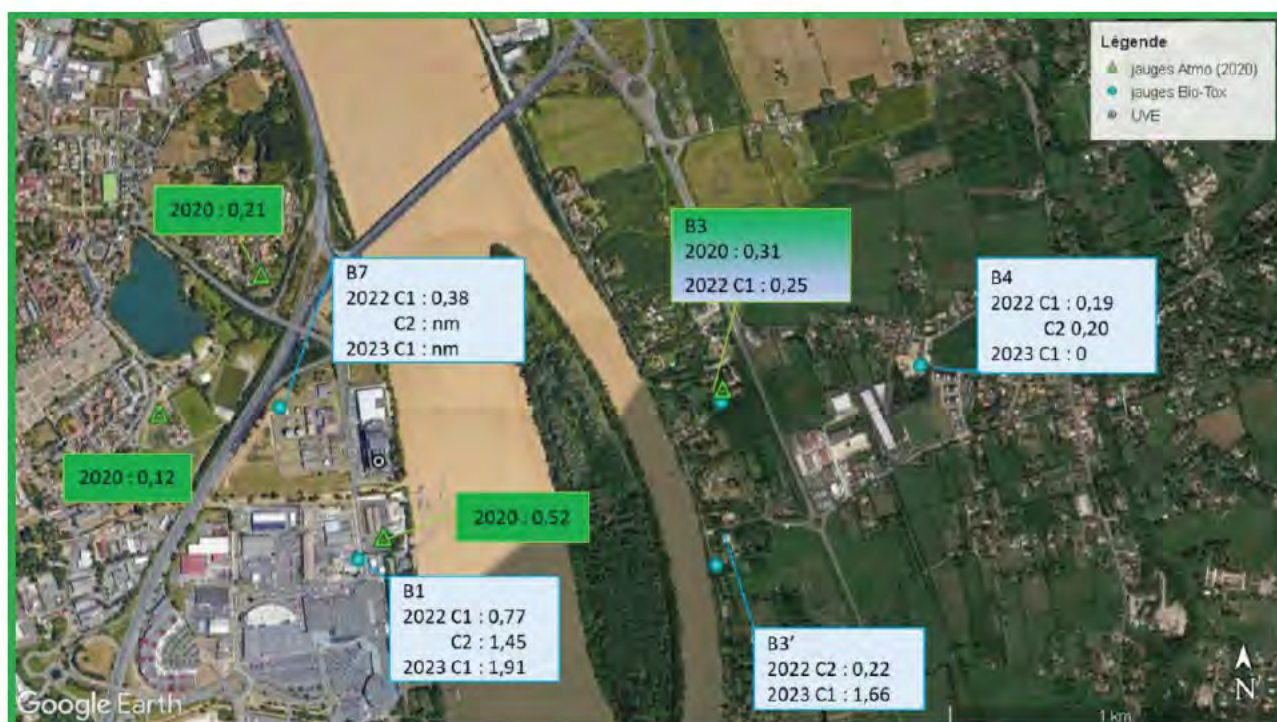 Légende
jauges Atmo (2020)
jauges Bio-Tox
UVE
2020 : 0,21
B7
2022 C1 : 0,38
C2 : nm
2023 C1 : nm
B3
2020 : 0,31
2022 C1 : 0,25
B4
2022 C1 : 0,19
C2 0,20
2023 C1 : 0
2020 : 0,12
2020 : 0,52
B1
2022 C1 : 0,77
C2 : 1,45
2023 C1 : 1,91
B3'
2022 C2 : 0,22
2023 C1 : 1,66
N
Google Earth
1 km